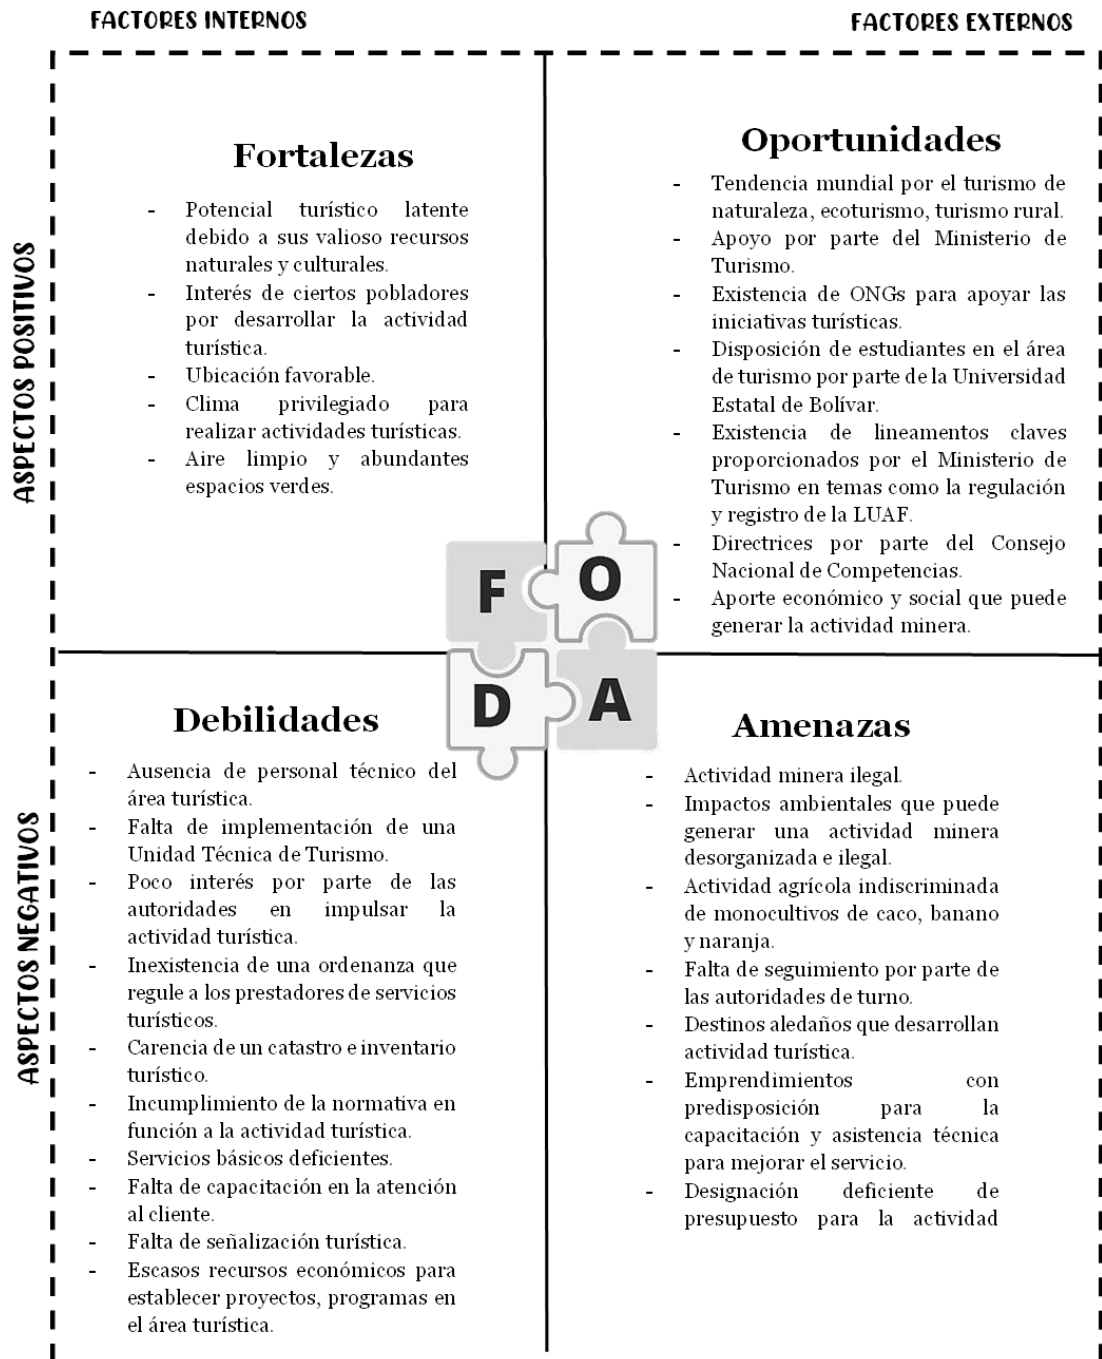 FACTORES INTERNOS
FACTORES EXTERNOS
ASPECTOS POSITIVOS
Fortalezas
- Potencial turístico latente
debido a sus valioso recursos
naturales y culturales.
- Interés de ciertos pobladores
por desarrollar la actividad
turística.
- Ubicación favorable.
- Clima privilegiado para
realizar actividades turísticas.
- Aire limpio y abundantes
espacios verdes.
Oportunidades
- Tendencia mundial por el turismo de
naturaleza, ecoturismo, turismo rural.
- Apoyo por parte del Ministerio de
Turismo.
- Existencia de ONGs para apoyar las
iniciativas turísticas.
- Disposición de estudiantes en el área
de turismo por parte de la Universidad
Estatal de Bolívar.
- Existencia de lineamentos claves
proporcionados por el Ministerio de
Turismo en temas como la regulación
y registro de la LUAF.
- Directrices por parte del Consejo
Nacional de Competencias.
- Aporte económico y social que puede
generar la actividad minera.
F
O
D
A
ASPECTOS NEGATIVOS
Debilidades
- Ausencia de personal técnico del
área turística.
- Falta de implementación de una
Unidad Técnica de Turismo.
- Poco interés por parte de las
autoridades en impulsar la
actividad turística.
- Inexistencia de una ordenanza que
regule a los prestadores de servicios
turísticos.
- Carencia de un catastro e inventario
turístico.
- Incumplimiento de la normativa en
función a la actividad turística.
- Servicios básicos deficientes.
- Falta de capacitación en la atención
al cliente.
- Falta de señalización turística.
- Escasos recursos económicos para
establecer proyectos, programas en
el área turística.
Amenazas
- Actividad minera ilegal.
- Impactos ambientales que puede
generar una actividad minera
desorganizada e ilegal.
- Actividad agrícola indiscriminada
de monocultivos de caco, banano
y naranja.
- Falta de seguimiento por parte de
las autoridades de turno.
- Destinos aledaños que desarrollan
actividad turística.
- Emprendimientos con
predisposición para la
capacitación y asistencia técnica
para mejorar el servicio.
- Designación deficiente de
presupuesto para la actividad